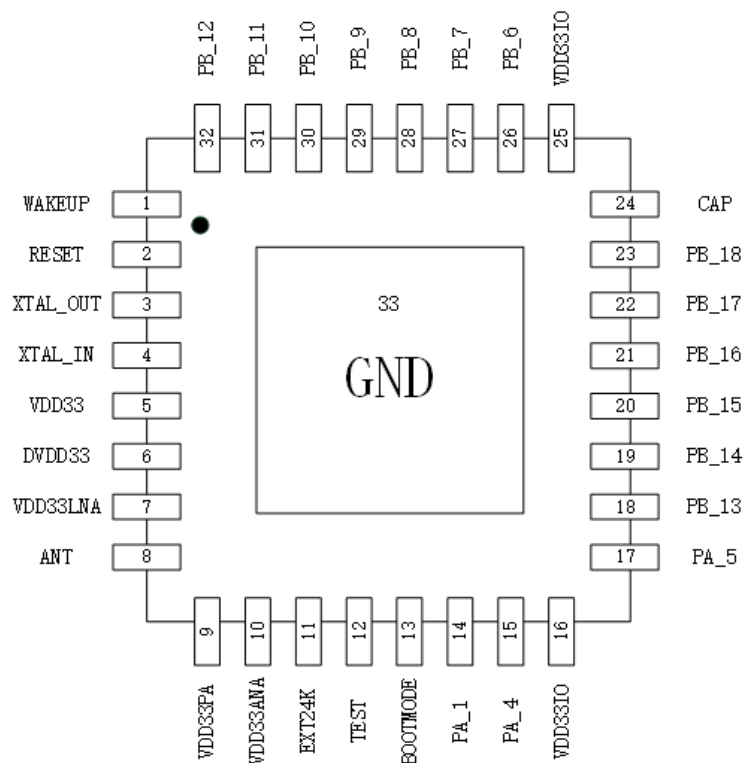 PB_12 PB_11 PB_10 PB_9 PB_8 PB_7 PB_6 VDD33IO
32 31 30 29 28 27 26 25
WAKEUP 1 24 CAP
RESET 2 23 PB_18
XTAL_OUT 3 33 22 PB_17
XTAL_IN 4 GND 21 PB_16
VDD33 5 20 PB_15
DVDD33 6 19 PB_14
VDD33LNA 7 18 PB_13
ANT 8 17 PA_5
9 10 11 12 13 14 15 16
VDD33PA VDD33ANA EXT24K TEST BOOTMODE PA_1 PA_4 VDD33IO